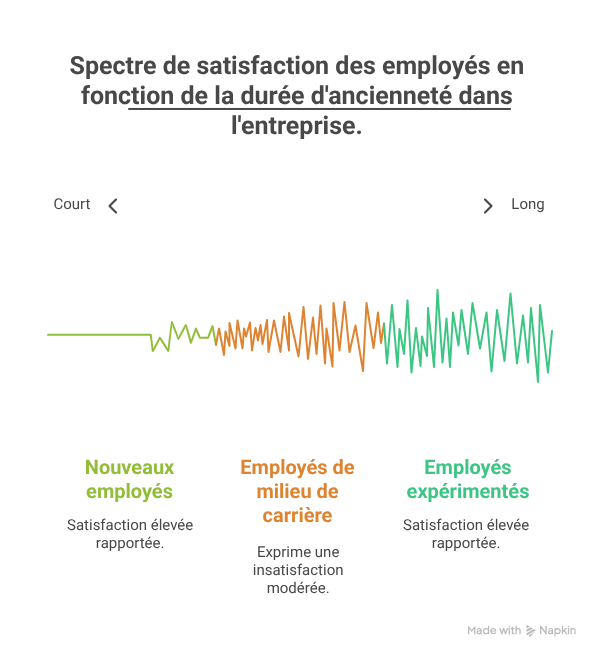 Spectre de satisfaction des employés en
fonction de la durée d'ancienneté dans
l'entreprise.
Court
Long
Nouveaux
employés
Satisfaction élevée
rapportée.
Employés de
milieu de
carrière
Exprime une
insatisfaction
modérée.
Employés
expérimentés
Satisfaction élevée
rapportée.
Made with Napkin